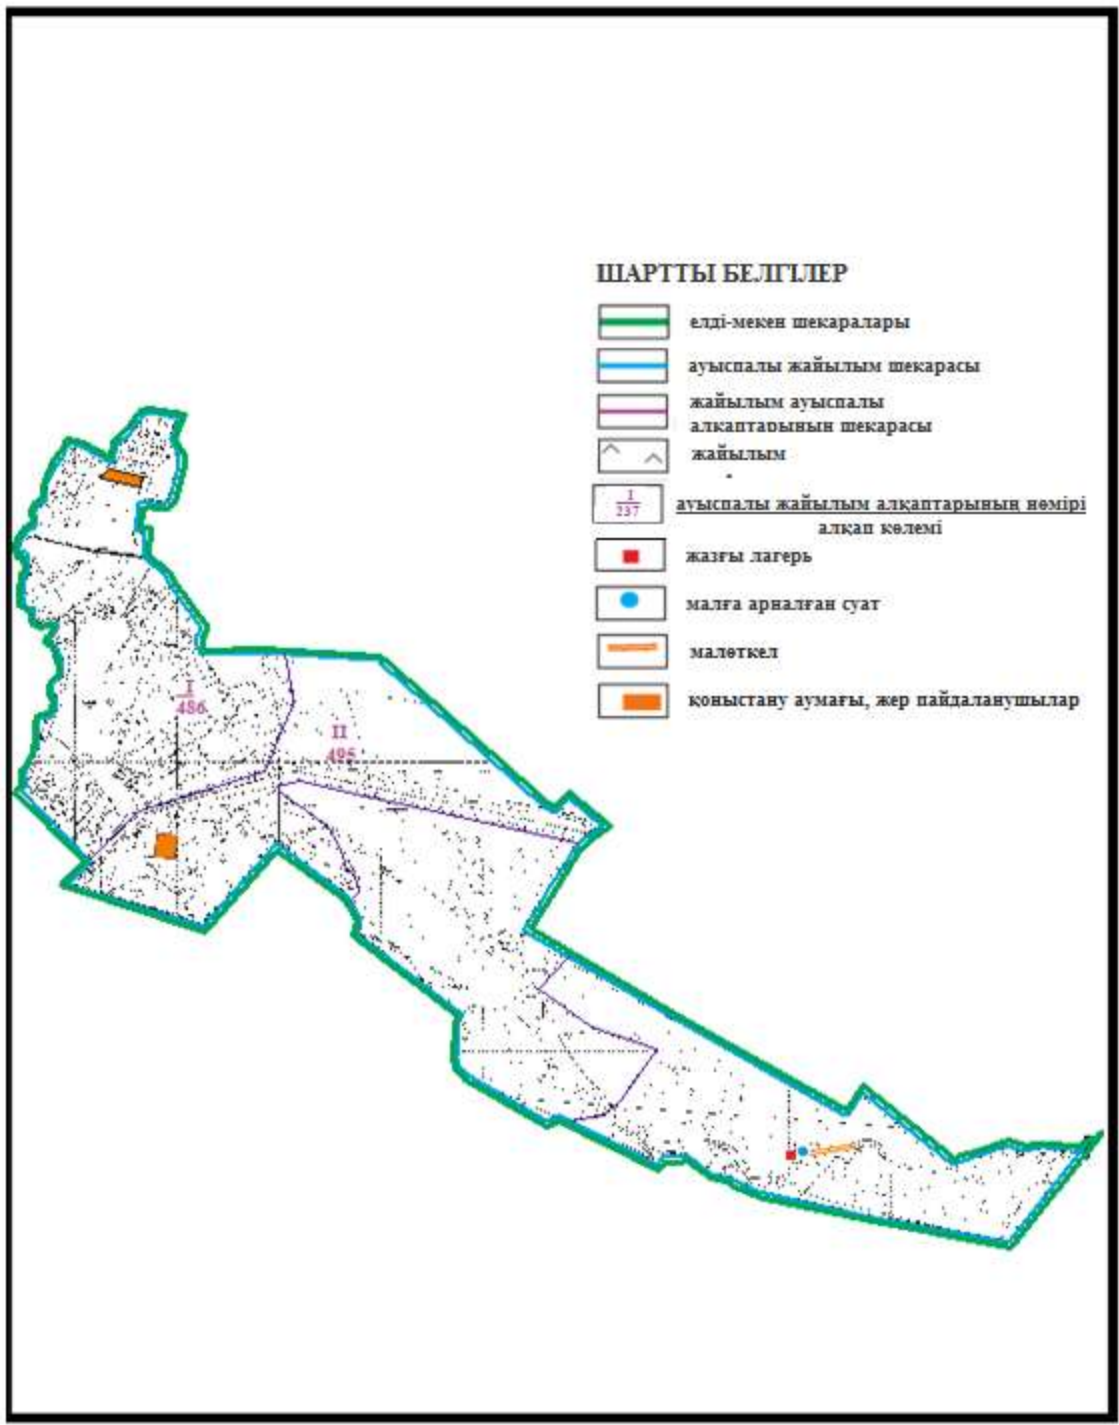 ШАРТТЫ БЕЛГІЛЕР
елді-мекен шекаралары
ауыспалы жайылым шекарасы
жайылым ауыспалы
алқаптарының шекарасы
жайылым
I
237
ауыспалы жайылым алқаптарының нөмірі
алқап көлемі
жазғы лагерь
малға арналған суат
малөткел
қоныстану аумағы, жер пайдаланушылар
I
486
II
495